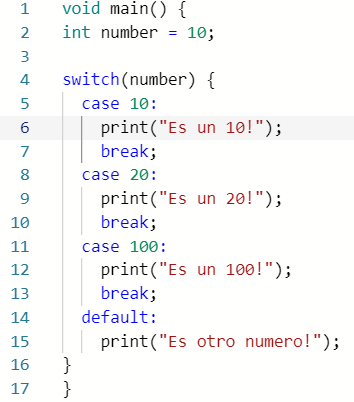 1 void main() {
2 int number = 10;
3
4 switch(number) {
5 case 10:
6 print("Es un 10!");
7 break;
8 case 20:
9 print("Es un 20!");
10 break;
11 case 100:
12 print("Es un 100!");
13 break;
14 default:
15 print("Es otro numero!");
16 }
17 }